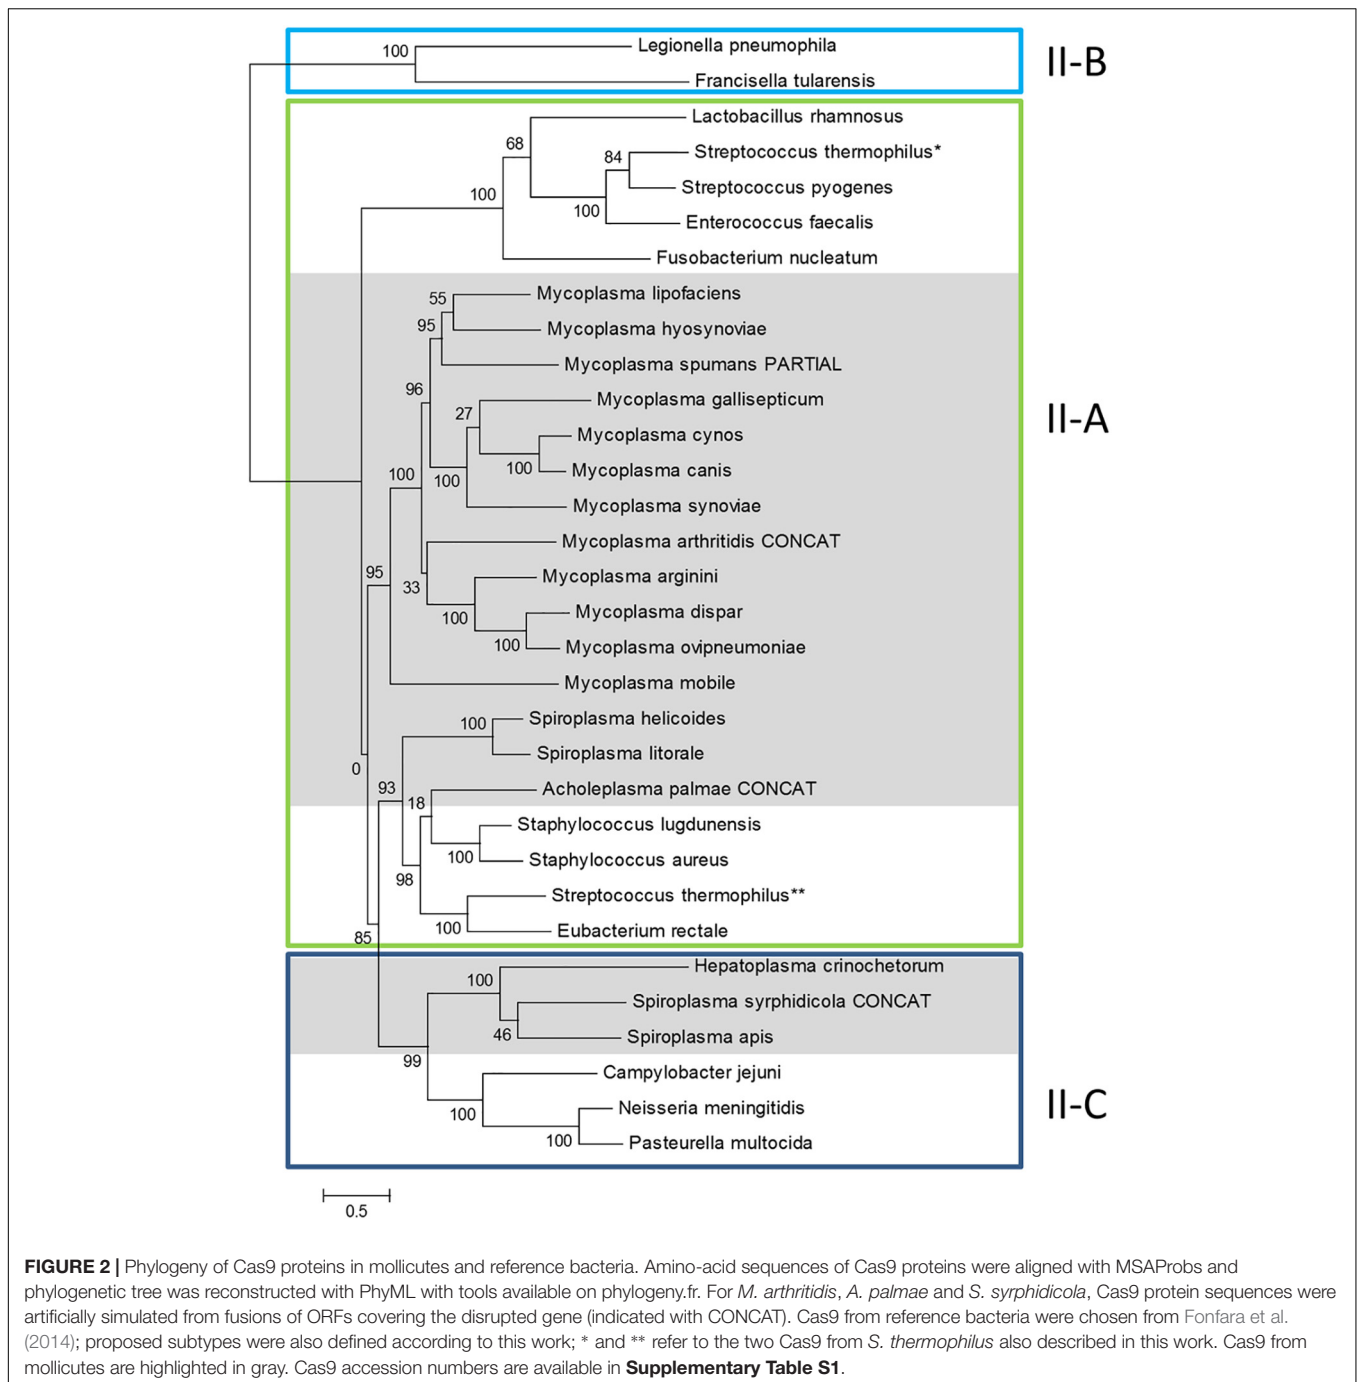 100
Legionella pneumophila
Francisella tularensis
II-B
Lactobacillus rhamnosus
68
84
Streptococcus thermophilus*
100
Streptococcus pyogenes
100
Enterococcus faecalis
Fusobacterium nucleatum
55
Mycoplasma lipofaciens
95
Mycoplasma hyosynoviae
Mycoplasma spumans PARTIAL
96
27
Mycoplasma gallisepticum
II-A
Mycoplasma cynos
100
100
100
Mycoplasma canis
Mycoplasma synoviae
Mycoplasma arthritidis CONCAT
95
33
Mycoplasma arginini
100
Mycoplasma dispar
100
Mycoplasma ovipneumoniae
Mycoplasma mobile
100
Spiroplasma helicoides
0
Spiroplasma litorale
93
18
Acholeplasma palmae CONCAT
Staphylococcus lugdunensis
100
Staphylococcus aureus
98
Streptococcus thermophilus**
85
100
Eubacterium rectale
100
Hepatoplasma crinochetorum
Spiroplasma syrphidicola CONCAT
46
Spiroplasma apis
99
Campylobacter jejuni
100
Neisseria meningitidis
II-C
100
Pasteurella multocida
0.5
FIGURE 2 | Phylogeny of Cas9 proteins in mollicutes and reference bacteria. Amino-acid sequences of Cas9 proteins were aligned with MSAProbs and
phylogenetic tree was reconstructed with PhyML with tools available on phylogeny.fr. For M. arthritidis, A. palmae and S. syrphidicola, Cas9 protein sequences were
artificially simulated from fusions of ORFs covering the disrupted gene (indicated with CONCAT). Cas9 from reference bacteria were chosen from Fonfara et al.
(2014); proposed subtypes were also defined according to this work; * and ** refer to the two Cas9 from S. thermophilus also described in this work. Cas9 from
mollicutes are highlighted in gray. Cas9 accession numbers are available in Supplementary Table S1.